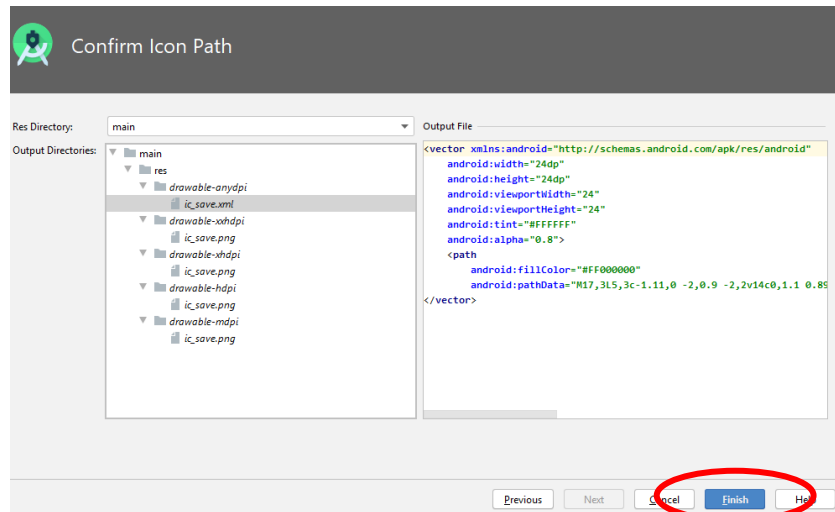 Confirm Icon Path
Res Directory:
main
Output Directories:
main
res
drawable-anydpi
ic_save.xml
drawable-xxhdpi
ic_save.png
drawable-xhdpi
ic_save.png
drawable-hdpi
ic_save.png
drawable-mdpi
ic_save.png
Output File
<vector xmlns:android="http://schemas.android.com/apk/res/android"
android:width="24dp"
android:height="24dp"
android:viewportWidth="24"
android:viewportHeight="24"
android:tint="#FFFFFF"
android:alpha="0.8">
<path
android:fillColor="#FF000000"
android:pathData="M17,3L5,3c-1.11,0 -2,0.9 -2,2v14c0,1.1 0.89
</vector>
Previous Next Cancel Finish Help